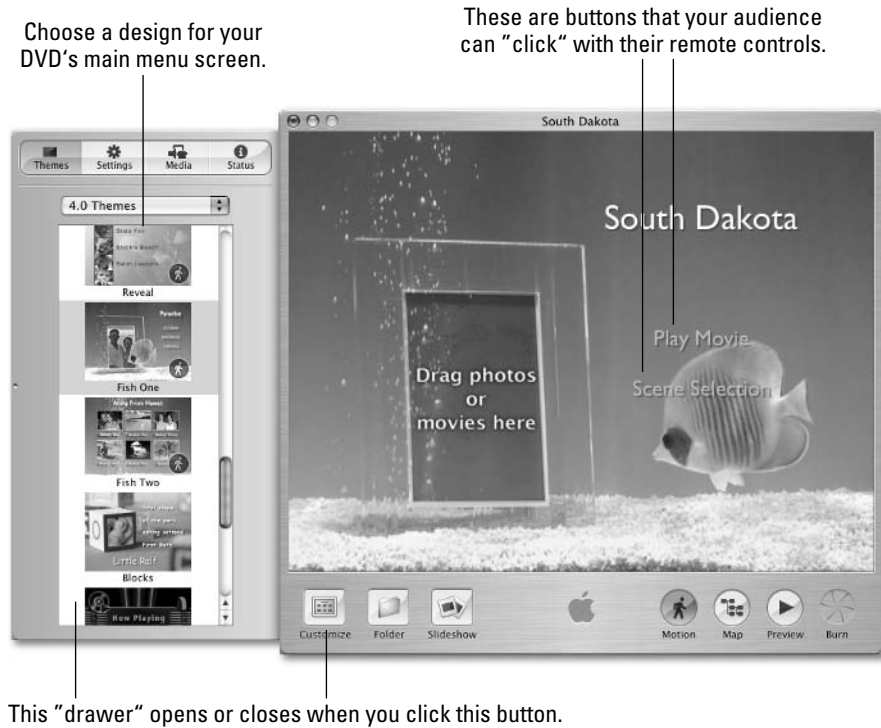 Choose a design for your
DVD‘s main menu screen.
These are buttons that your audience
can ”click“ with their remote controls.
South Dakota
Themes
Settings
Media
Status
4.0 Themes
Reveal
Fish One
Fish Two
Little Ralf
Blocks
Now Playing
South Dakota
Play Movie
Scene Selection
Drag photos
or
movies here
Customize
Folder
Slideshow
Motion
Map
Preview
Burn
This ”drawer“ opens or closes when you click this button.